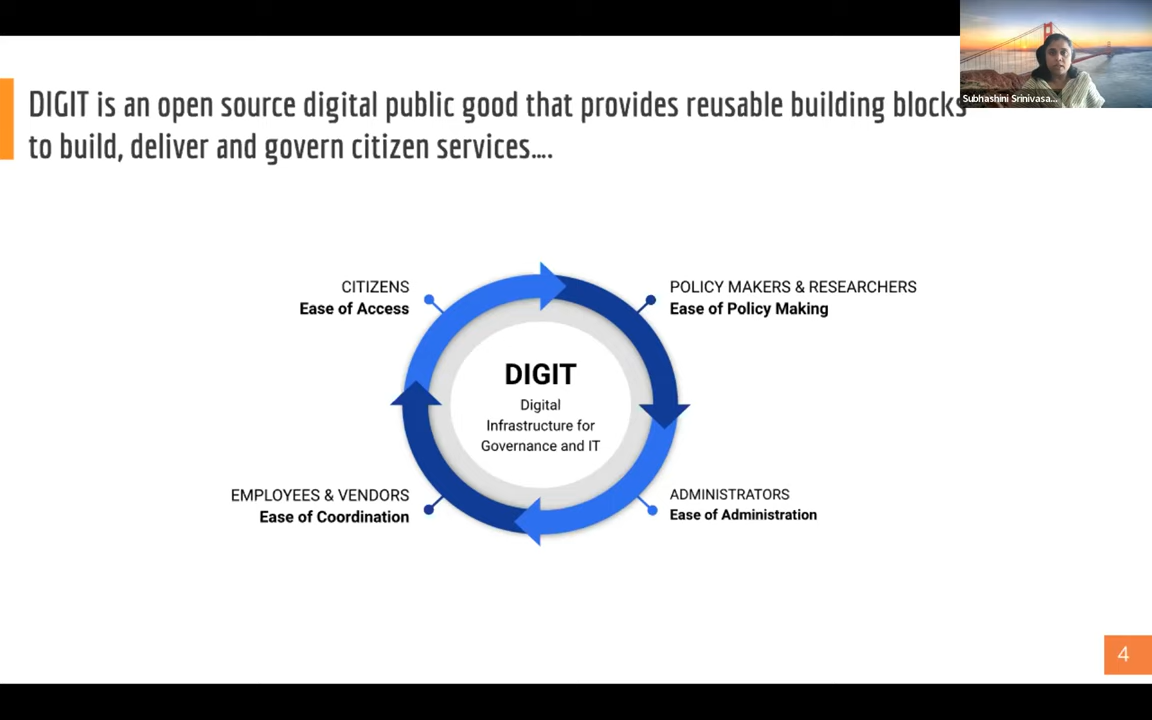 DIGIT is an open source digital public good that provides reusable building blocks
to build, deliver and govern citizen services....
Subhashini Srinivasa...
CITIZENS
Ease of Access
POLICY MAKERS & RESEARCHERS
Ease of Policy Making
DIGIT
Digital
Infrastructure for
Governance and IT
EMPLOYEES & VENDORS
Ease of Coordination
ADMINISTRATORS
Ease of Administration
4